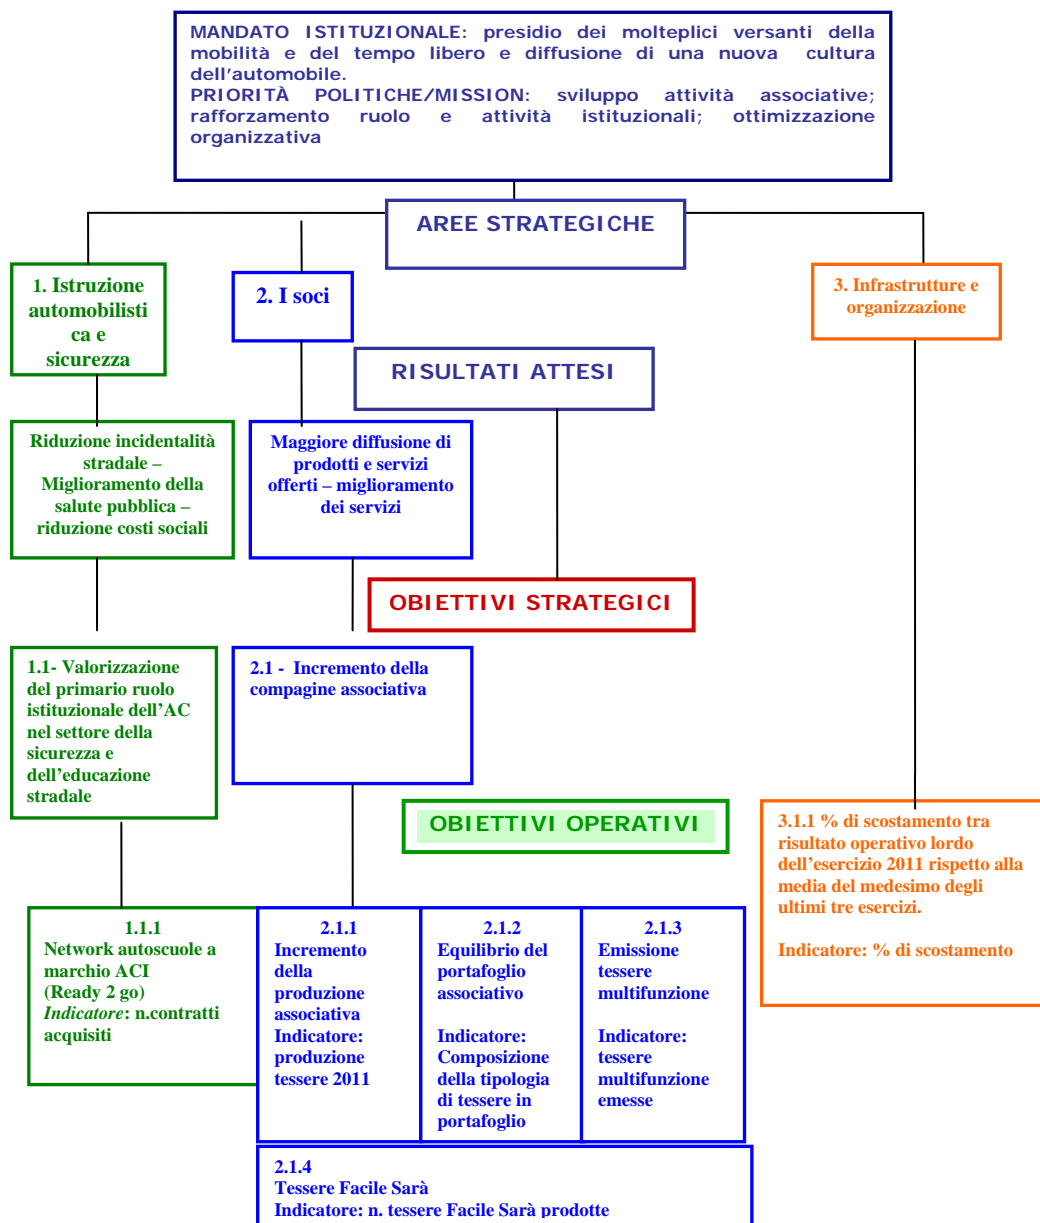 MANDATO ISTITUZIONALE: presidio dei molteplici versanti della
mobilità e del tempo libero e diffusione di una nuova cultura
dell'automobile.
PRIORITÀ POLITICHE/MISSION: sviluppo attività associative;
rafforzamento ruolo e attività istituzionali; ottimizzazione
organizzativa
AREE STRATEGICHE
1. Istruzione
automobilisti
ca e
sicurezza
2. I soci
3. Infrastrutture e
organizzazione
RISULTATI ATTESI
Riduzione incidentalità
stradale –
Miglioramento della
salute pubblica –
riduzione costi sociali
Maggiore diffusione di
prodotti e servizi
offerti – miglioramento
dei servizi
OBIETTIVI STRATEGICI
1.1- Valorizzazione
del primario ruolo
istituzionale dell'AC
nel settore della
sicurezza e
dell'educazione
stradale
2.1 - Incremento della
compagine associativa
OBIETTIVI OPERATIVI
3.1.1 % di scostamento tra
risultato operativo lordo
dell'esercizio 2011 rispetto alla
media del medesimo degli
ultimi tre esercizi.
Indicatore: % di scostamento
1.1.1
Network autoscuole a
marchio ACI
(Ready 2 go)
Indicatore: n.contratti
acquisiti
2.1.1
Incremento
della
produzione
associativa
Indicatore:
produzione
tessere 2011
2.1.2
Equilibrio del
portafoglio
associativo
Indicatore:
Composizione
della tipologia
di tessere in
portafoglio
2.1.3
Emissione
tessere
multifunzione
Indicatore:
tessere
multifunzione
emesse
2.1.4
Tessere Facile Sarà
Indicatore: n. tessere Facile Sarà prodotte